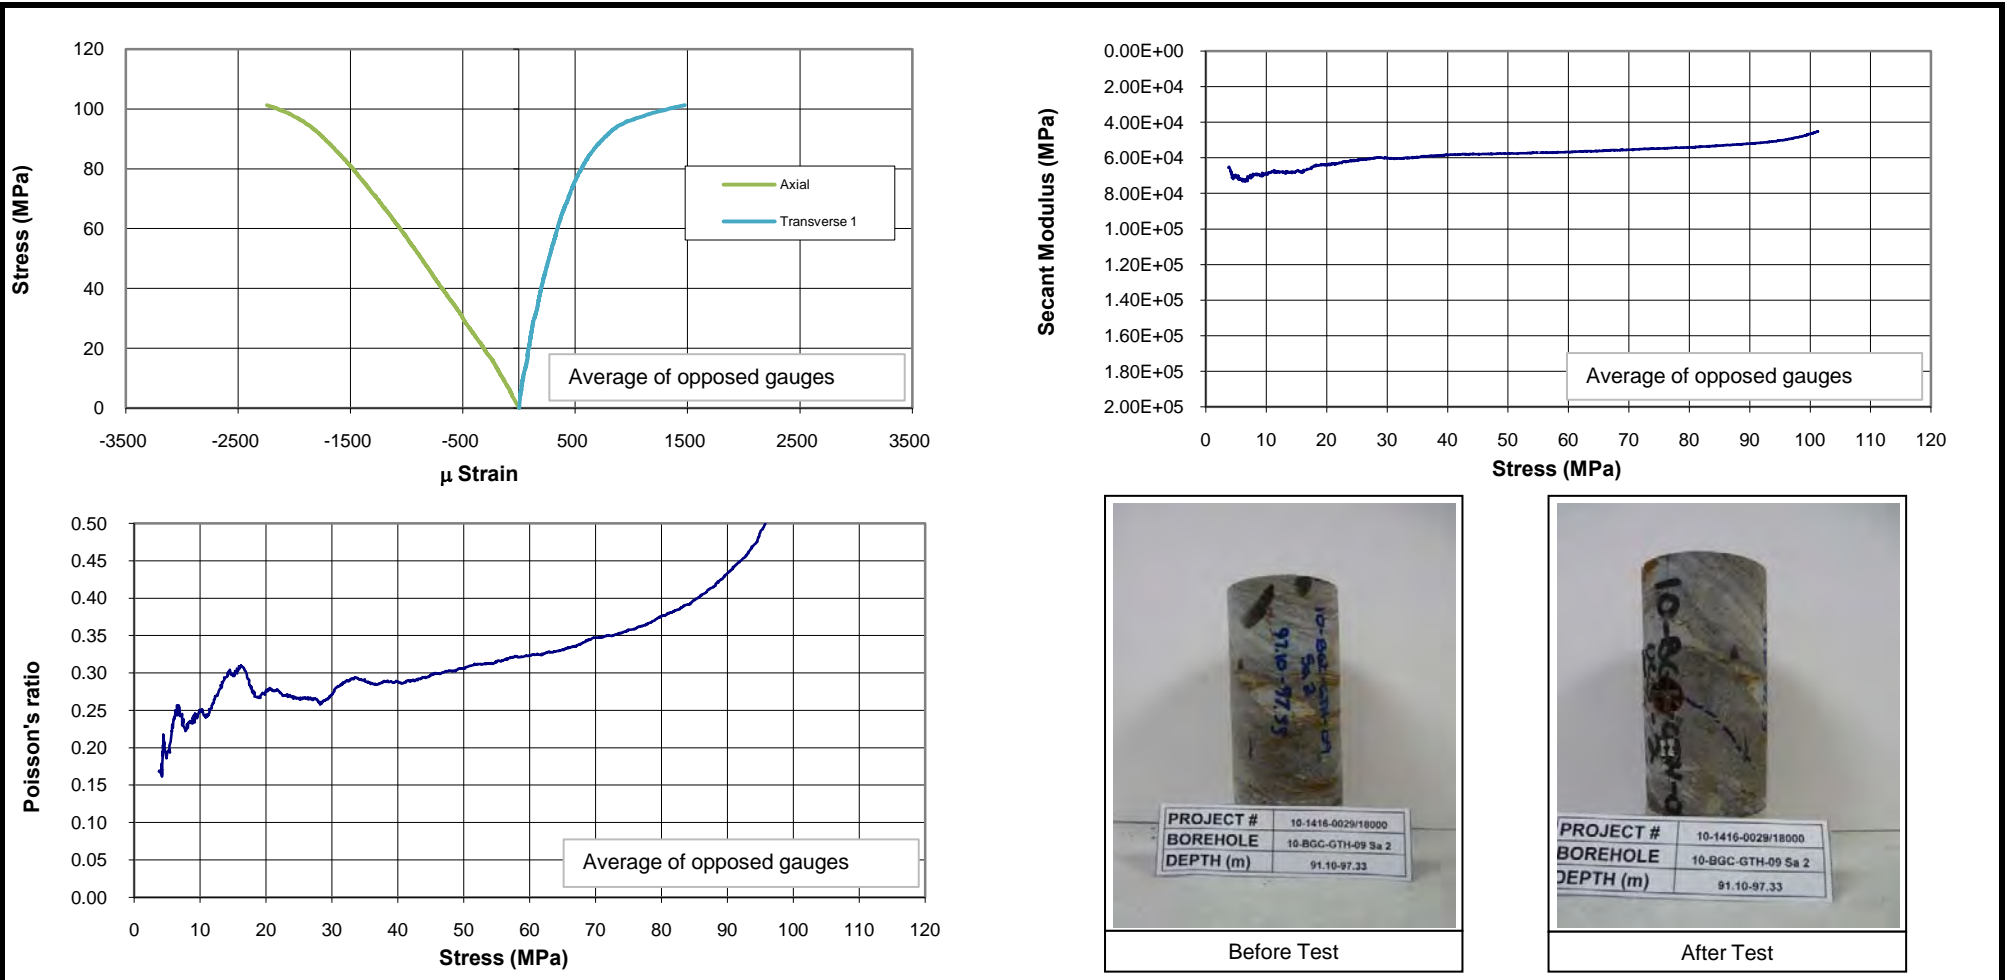 120
100
80
60
40
20
0
-3500 -2500 -1500 -500 500 1500 2500 3500
Stress (MPa)
µ Strain
Axial
Transverse 1
Average of opposed gauges
0.00E+00
2.00E+04
4.00E+04
6.00E+04
8.00E+04
1.00E+05
1.20E+05
1.40E+05
1.60E+05
1.80E+05
2.00E+05
0 10 20 30 40 50 60 70 80 90 100 110 120
Secant Modulus (MPa)
Stress (MPa)
Average of opposed gauges
0.50
0.45
0.40
0.35
0.30
0.25
0.20
0.15
0.10
0.05
0.00
0 10 20 30 40 50 60 70 80 90 100 110 120
Poisson's ratio
Stress (MPa)
Average of opposed gauges
Sa 2
97.10-97.33
PROJECT # 10-1416-0029/18000
BOREHOLE 10-BGC-GTH-09 Sa 2
DEPTH (m) 91.10-97.33
Before Test
PROJECT # 10-1416-0029/18000
BOREHOLE 10-BGC-GTH-09 Sa 2
DEPTH (m) 91.10-97.33
After Test